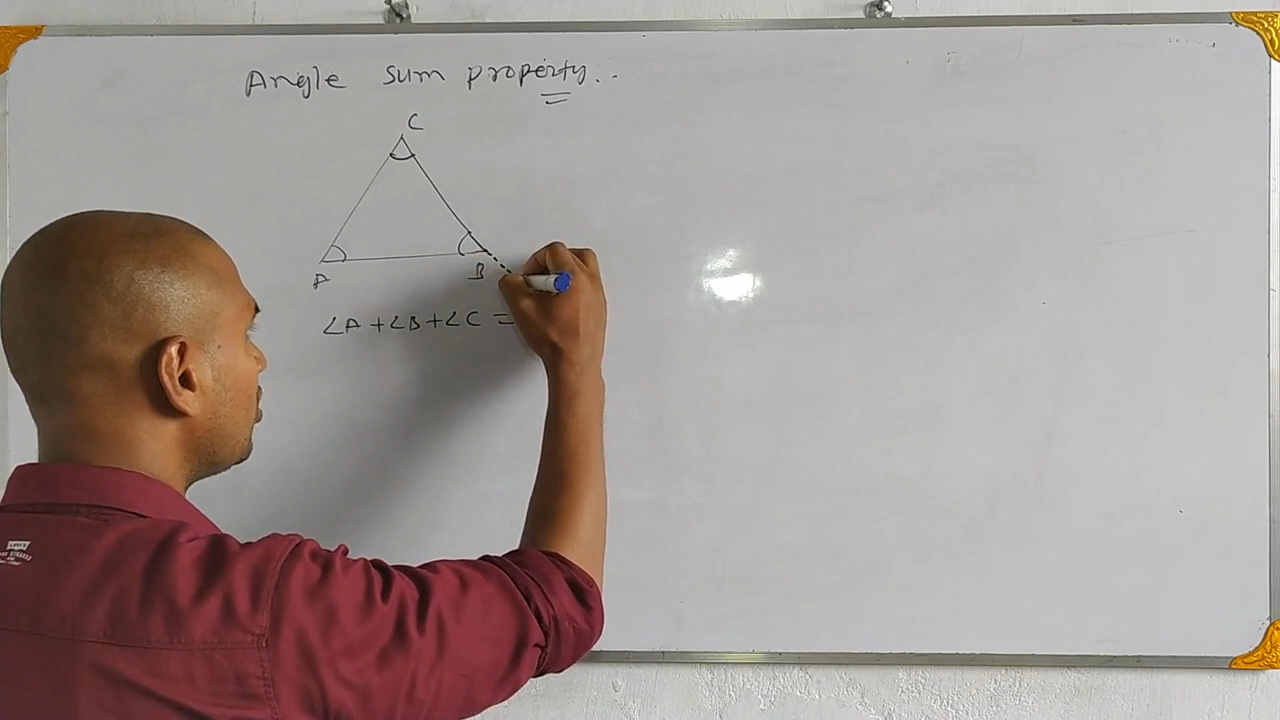 Angle sum property..
C
A
B
∠A + ∠B + ∠C =